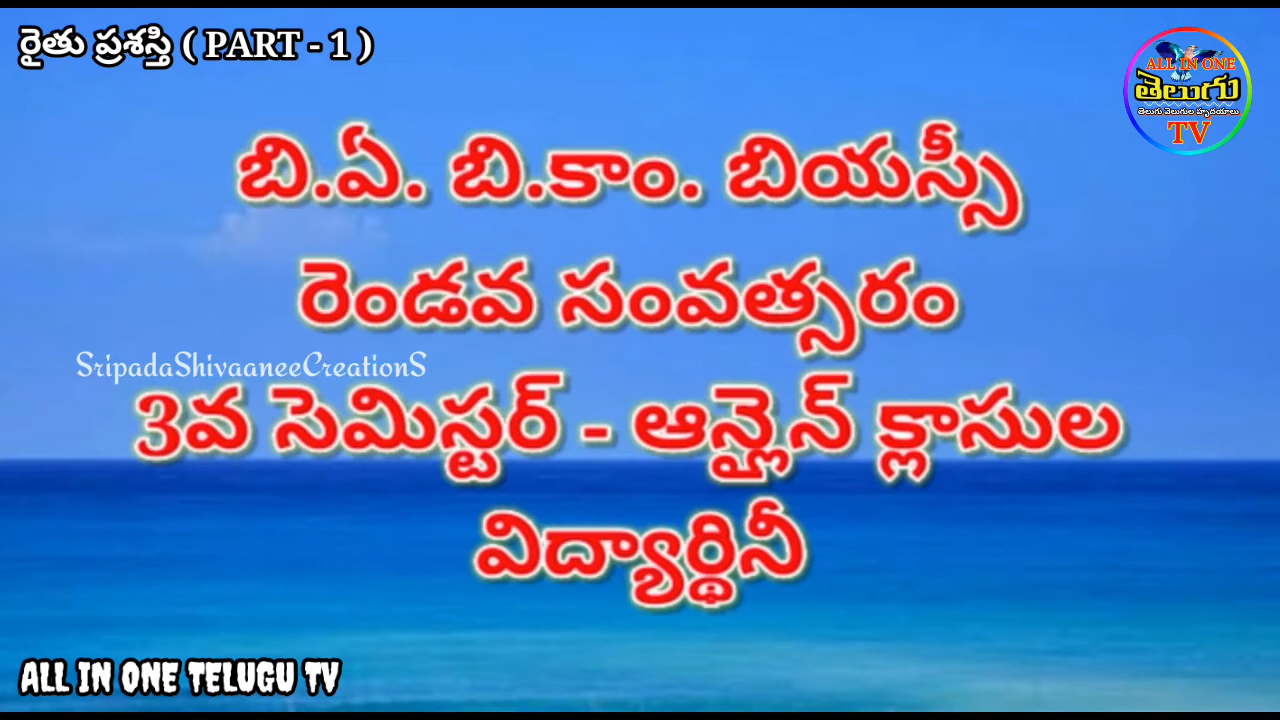 రైతు ప్రశస్తి ( PART - 1 )
ALL IN ONE
తెలుగు
తెలుగు వెలుగుల హృదయాలు
TV
బి.ఏ. బి.కాం. బియస్సీ
రెండవ సంవత్సరం
SripadaShivaaneeCreationS
3వ సెమిస్టర్ - ఆన్లైన్ క్లాసుల
విద్యార్థినీ
ALL IN ONE TELUGU TV